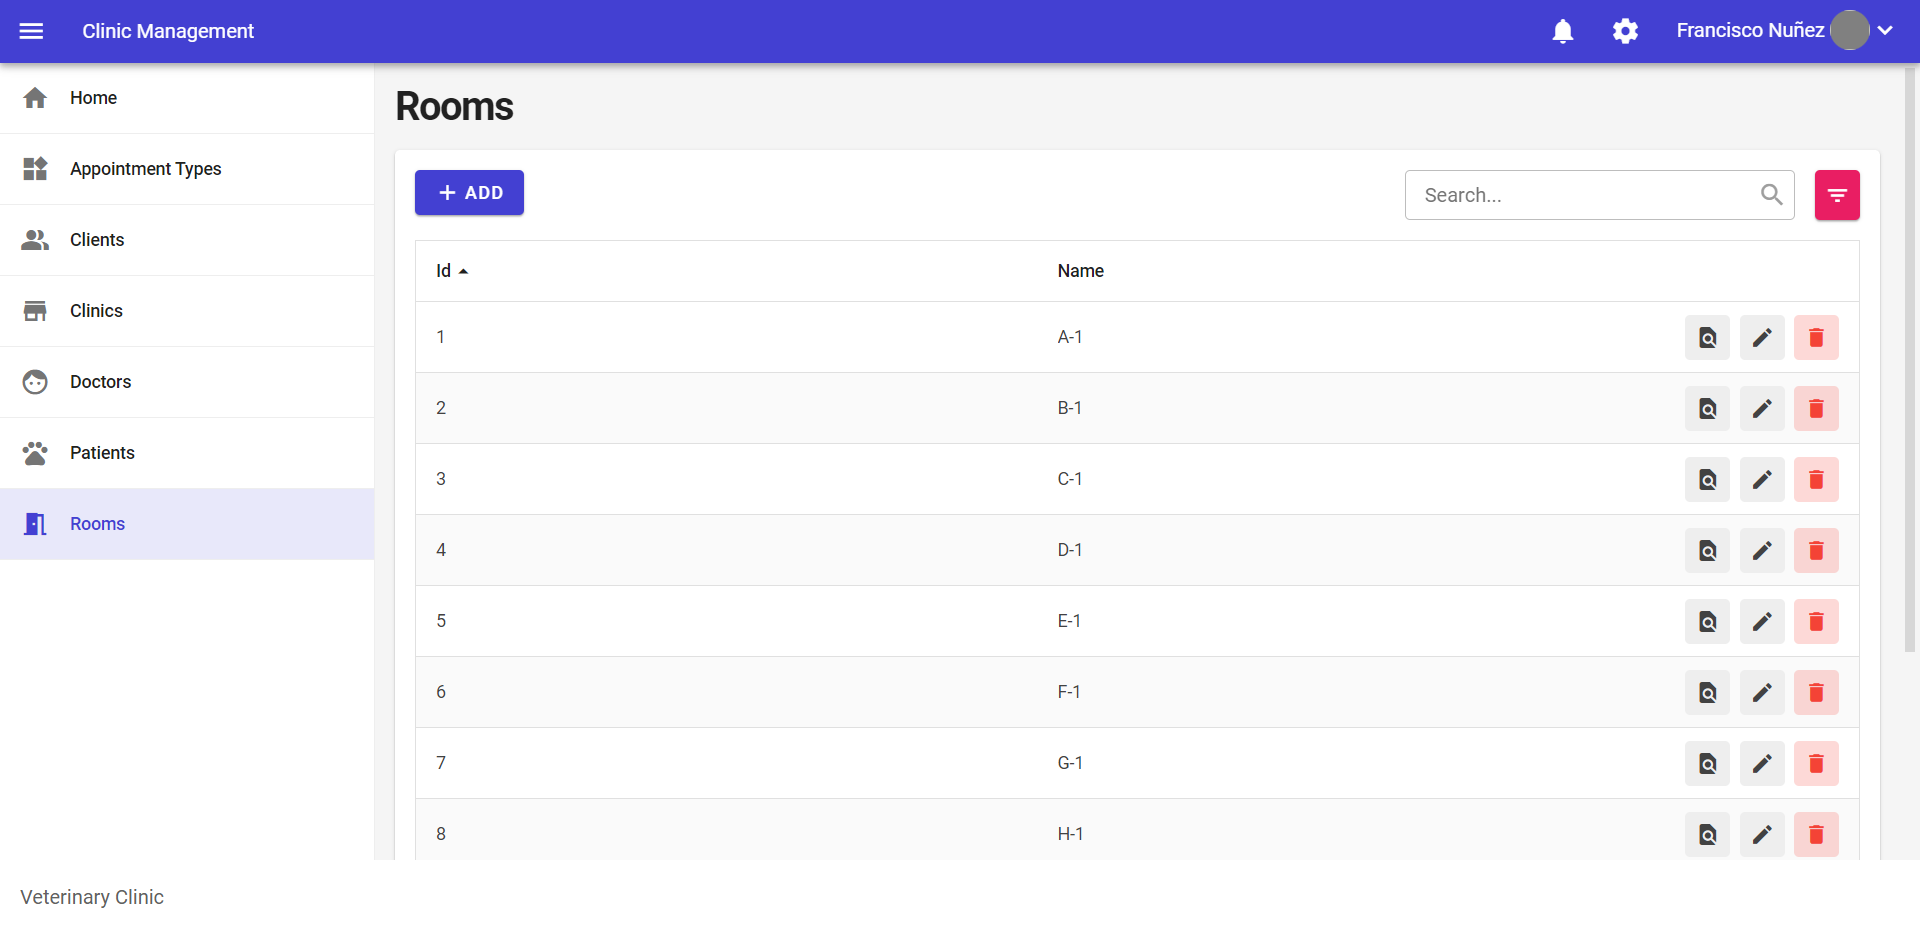 Clinic Management
Francisco Nuñez
Home
Appointment Types
Clients
Clinics
Doctors
Patients
Rooms
Rooms
ADD
Search...
Id Name
1 A-1
2 B-1
3 C-1
4 D-1
5 E-1
6 F-1
7 G-1
8 H-1
Veterinary Clinic